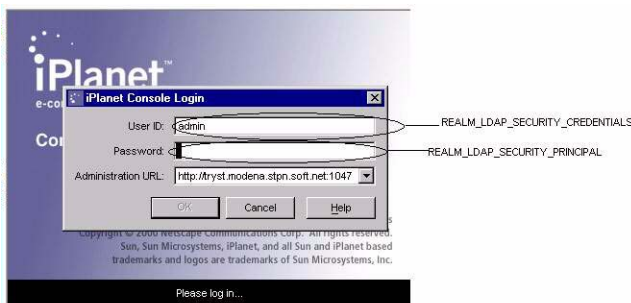 iPlanet™
e-co
Co
iPlanet Console Login
User ID: admin
REALM_LDAP_SECURITY_CREDENTIALS
Password:
REALM_LDAP_SECURITY_PRINCIPAL
Administration URL: http://tryst.modena.stpn.soft.net:1047
OK Cancel Help
Copyright © 2000 Netscape Communications Corp. All rights reserved.
Sun, Sun Microsystems, iPlanet, and all Sun and iPlanet based
trademarks and logos are trademarks of Sun Microsystems, Inc.
Please log in...